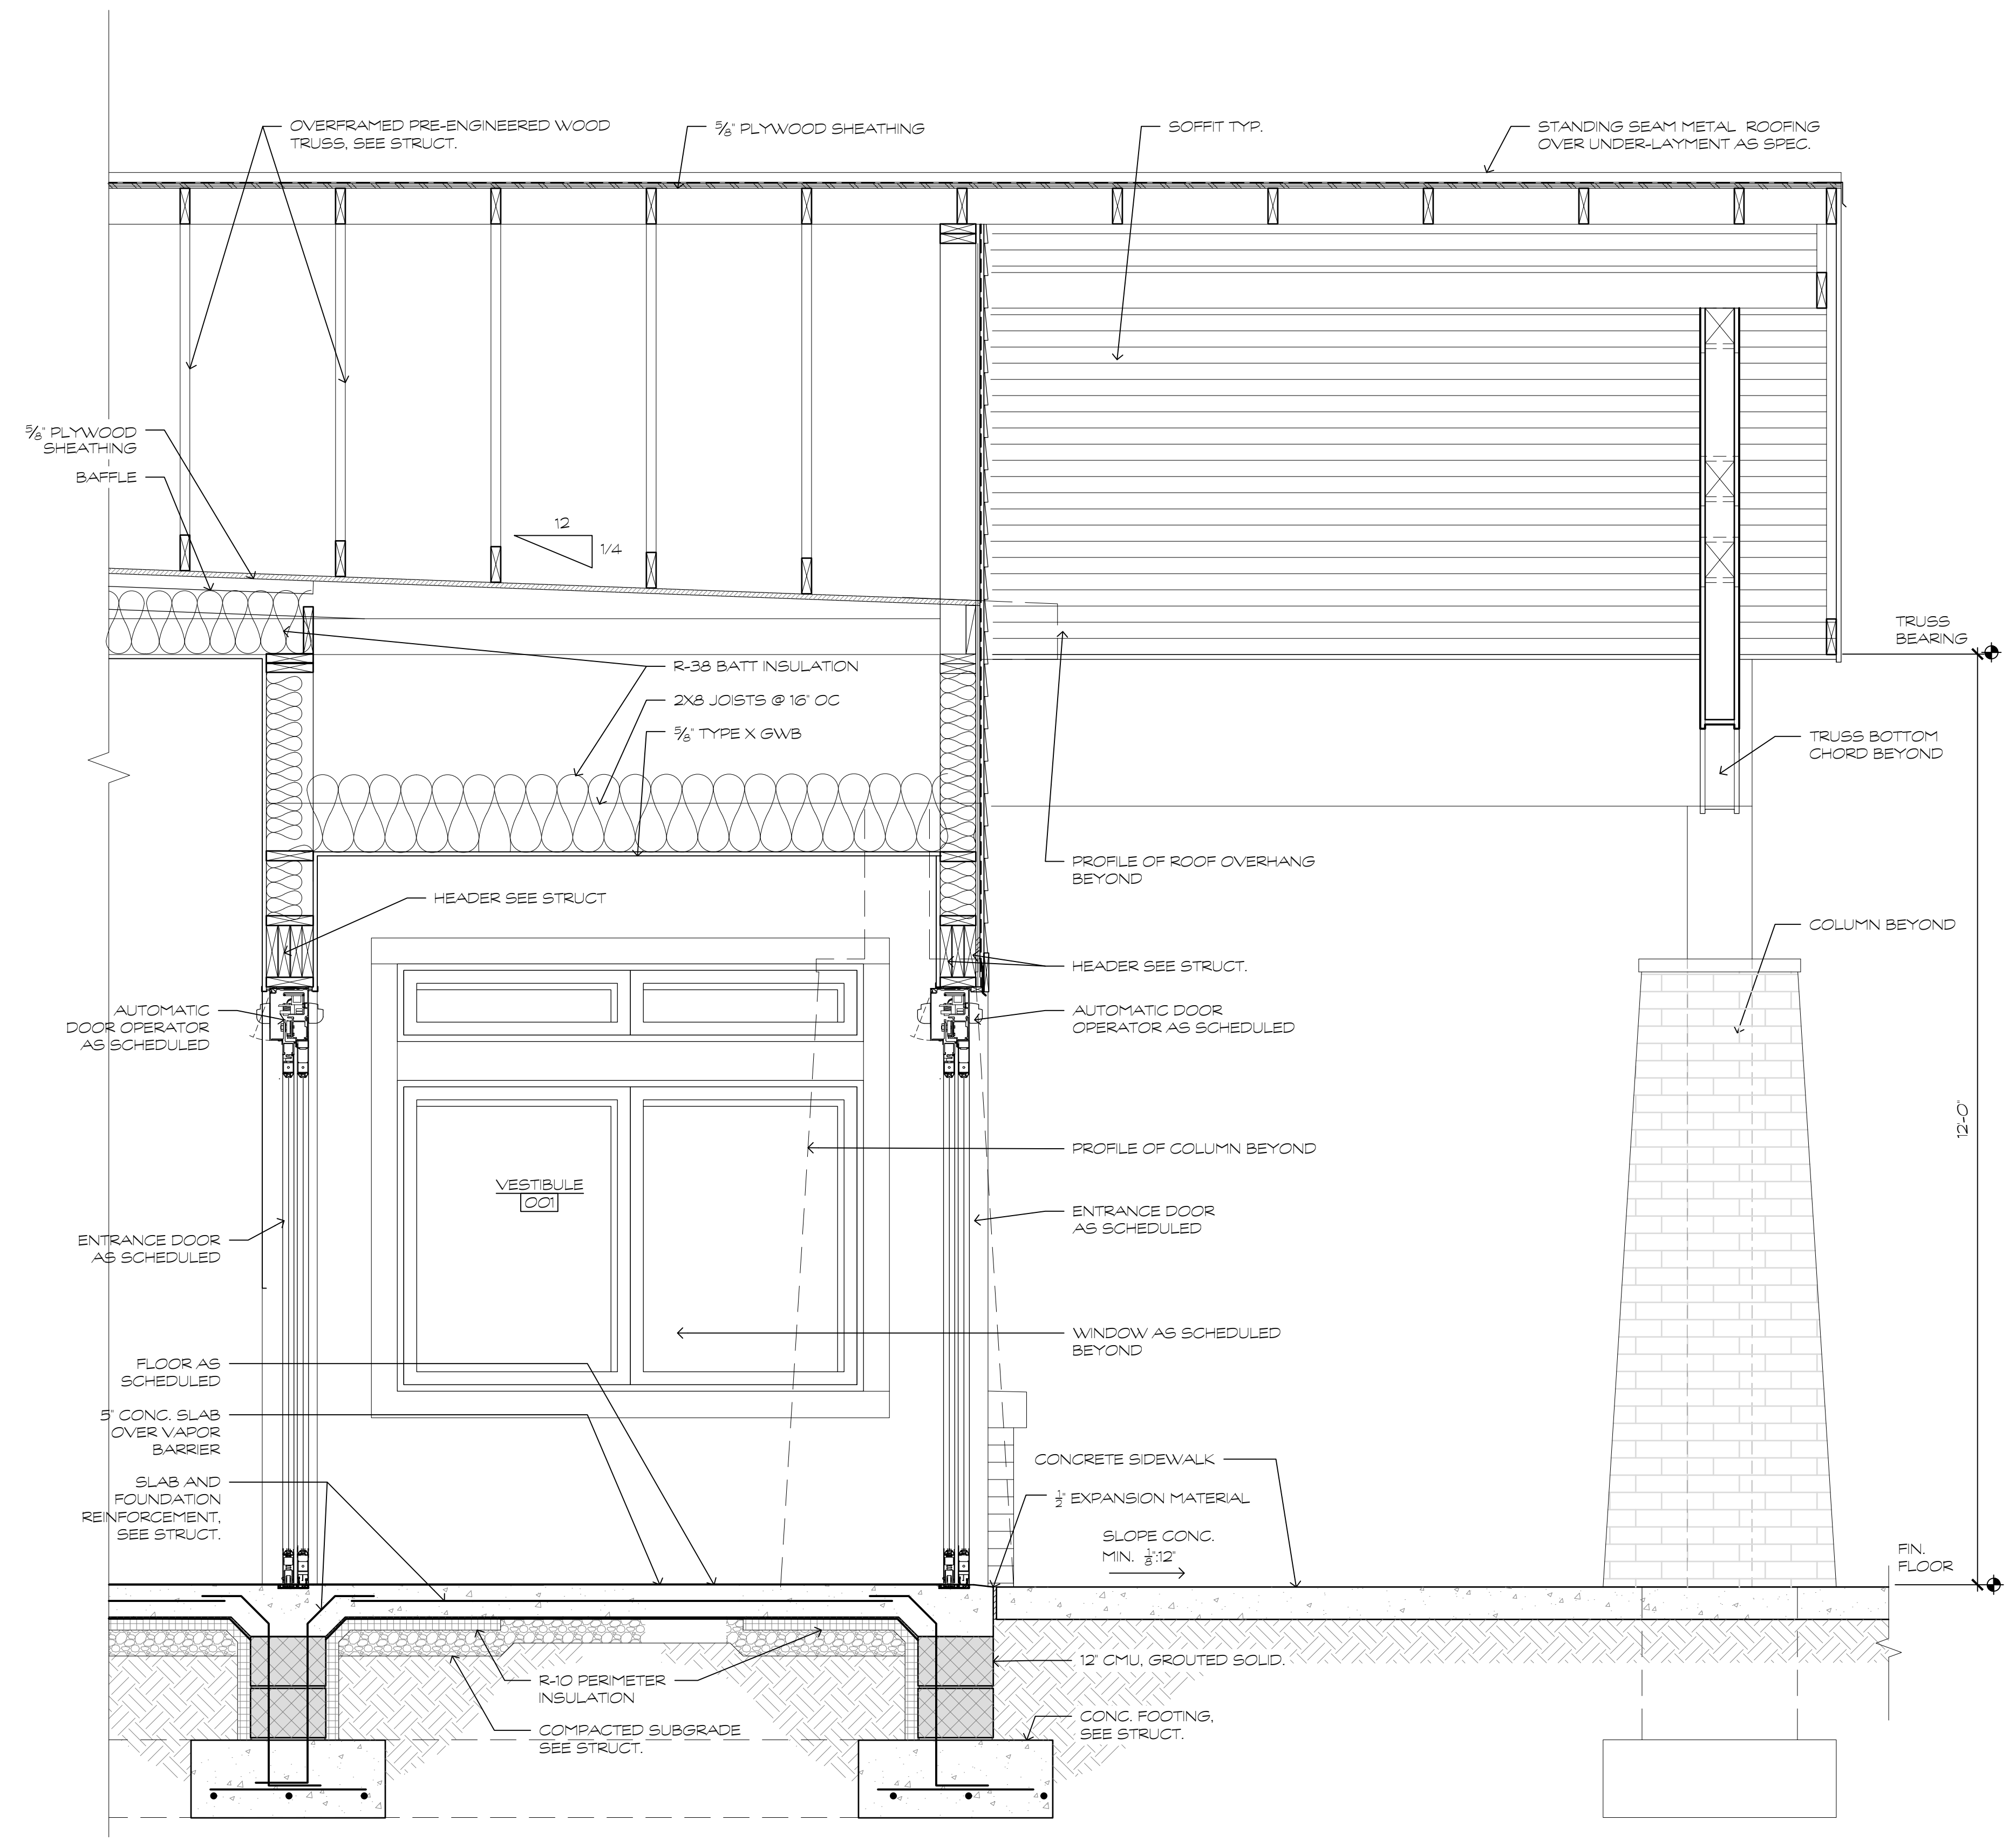 OVERFRAMED PRE-ENGINEERED WOOD
TRUSS, SEE STRUCT.
5/8" PLYWOOD SHEATHING
SOFFIT TYP.
STANDING SEAM METAL ROOFING
OVER UNDER-LAYMENT AS SPEC.
5/8" PLYWOOD
SHEATHING
BAFFLE
12
1/4
TRUSS
BEARING
R-38 BATT INSULATION
2X8 JOISTS @ 16" OC
5/8" TYPE X GWB
TRUSS BOTTOM
CHORD BEYOND
PROFILE OF ROOF OVERHANG
BEYOND
HEADER SEE STRUCT
COLUMN BEYOND
HEADER SEE STRUCT.
AUTOMATIC
DOOR OPERATOR
AS SCHEDULED
AUTOMATIC DOOR
OPERATOR AS SCHEDULED
12'-0"
PROFILE OF COLUMN BEYOND
VESTIBULE
001
ENTRANCE DOOR
AS SCHEDULED
ENTRANCE DOOR
AS SCHEDULED
WINDOW AS SCHEDULED
BEYOND
FLOOR AS
SCHEDULED
5" CONC. SLAB
OVER VAPOR
BARRIER
CONCRETE SIDEWALK
SLAB AND
FOUNDATION
REINFORCEMENT,
SEE STRUCT.
1/2" EXPANSION MATERIAL
SLOPE CONC.
MIN. 1/8":12"
FIN.
FLOOR
R-10 PERIMETER
INSULATION
12" CMU, GROUTED SOLID.
COMPACTED SUBGRADE
SEE STRUCT.
CONC. FOOTING,
SEE STRUCT.